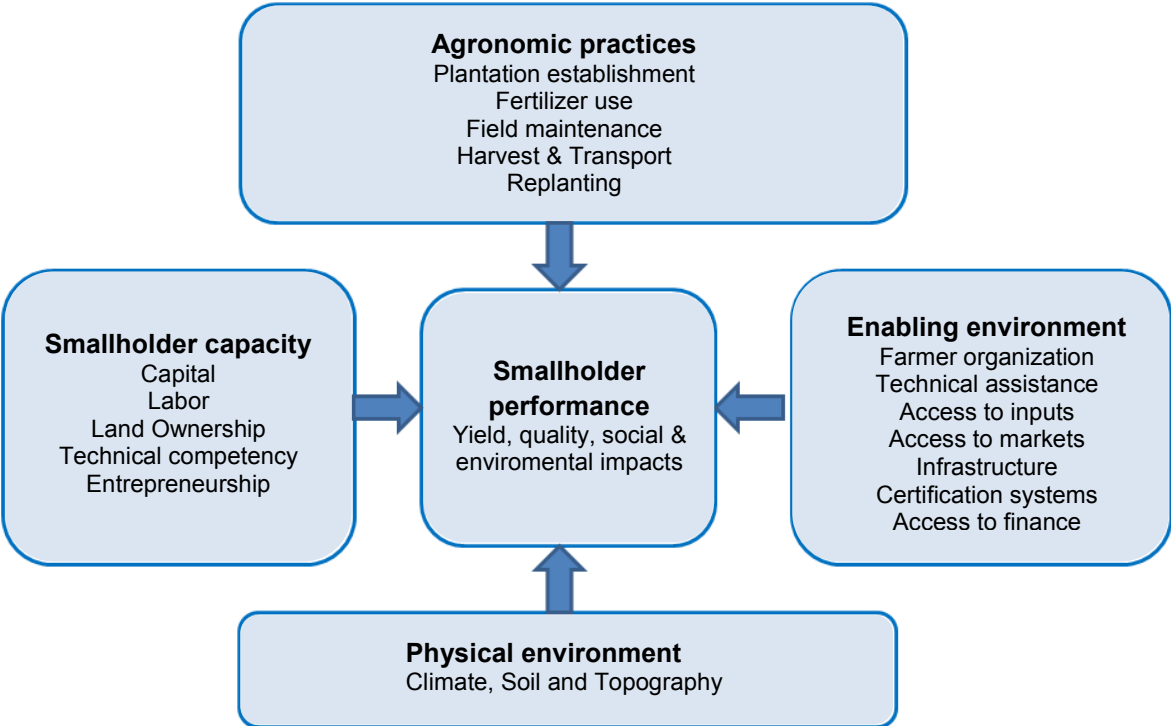 Agronomic practices
Plantation establishment
Fertilizer use
Field maintenance
Harvest & Transport
Replanting
Smallholder capacity
Capital
Labor
Land Ownership
Technical competency
Entrepreneurship
Smallholder
performance
Yield, quality, social &
enviromental impacts
Enabling environment
Farmer organization
Technical assistance
Access to inputs
Access to markets
Infrastructure
Certification systems
Access to finance
Physical environment
Climate, Soil and Topography